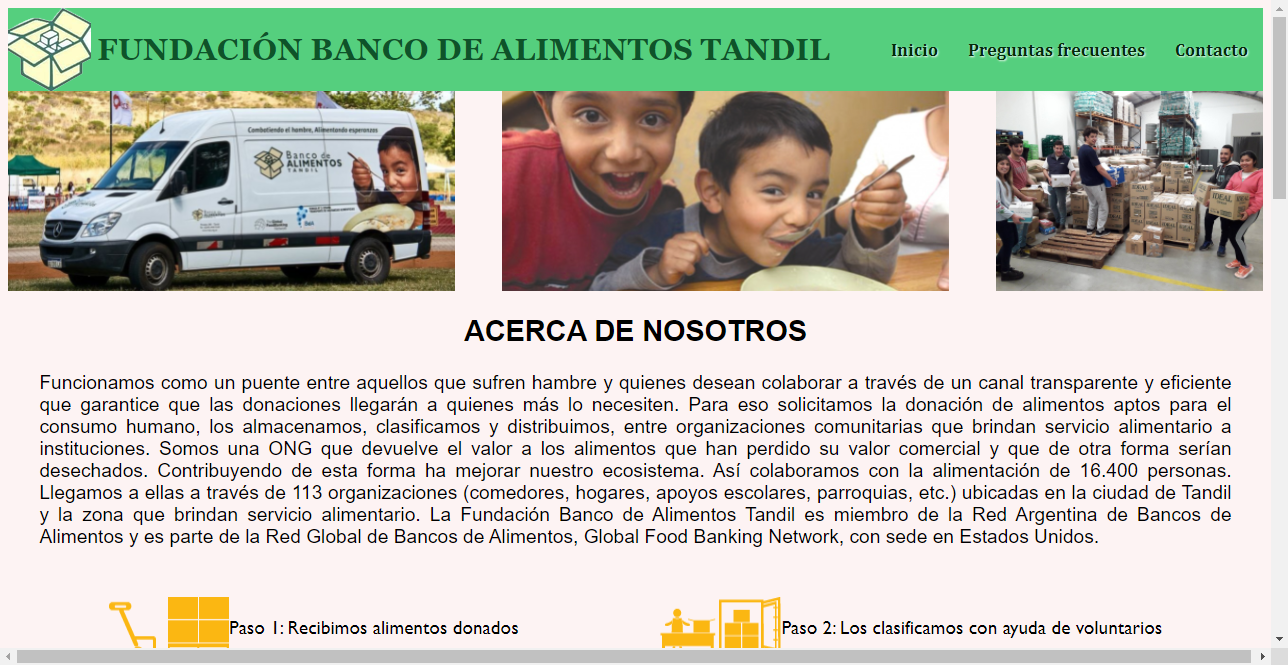 FUNDACIÓN BANCO DE ALIMENTOS TANDIL
Inicio
Preguntas frecuentes
Contacto
Combatiendo el hambre, Alimentando esperanzas
Banco de
ALIMENTOS
TANDIL
IDEAL
ACERCA DE NOSOTROS
Funcionamos como un puente entre aquellos que sufren hambre y quienes desean colaborar a través de un canal transparente y eficiente
que garantice que las donaciones llegarán a quienes más lo necesiten. Para eso solicitamos la donación de alimentos aptos para el
consumo humano, los almacenamos, clasificamos y distribuimos, entre organizaciones comunitarias que brindan servicio alimentario a
instituciones. Somos una ONG que devuelve el valor a los alimentos que han perdido su valor comercial y que de otra forma serían
desechados. Contribuyendo de esta forma ha mejorar nuestro ecosistema. Así colaboramos con la alimentación de 16.400 personas.
Llegamos a ellas a través de 113 organizaciones (comedores, hogares, apoyos escolares, parroquias, etc.) ubicadas en la ciudad de Tandil
y la zona que brindan servicio alimentario. La Fundación Banco de Alimentos Tandil es miembro de la Red Argentina de Bancos de
Alimentos y es parte de la Red Global de Bancos de Alimentos, Global Food Banking Network, con sede en Estados Unidos.
Paso 1: Recibimos alimentos donados
Paso 2: Los clasificamos con ayuda de voluntarios